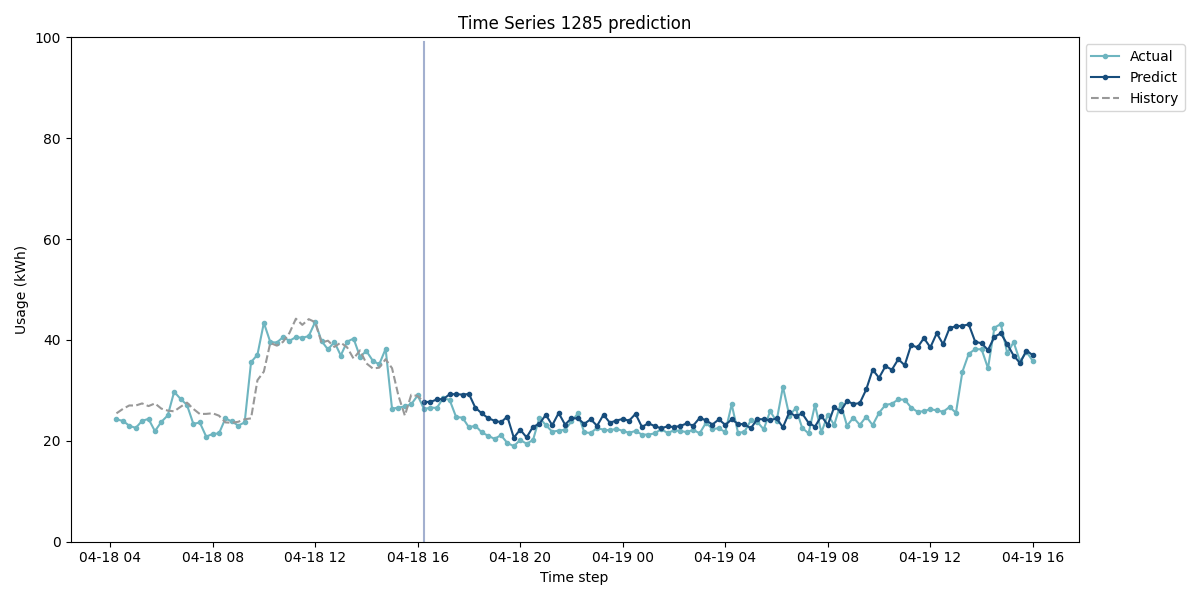 Time Series 1285 prediction
100
80
60
40
20
0
Usage (kWh)
04-18 04
04-18 08
04-18 12
04-18 16
04-18 20
04-19 00
04-19 04
04-19 08
04-19 12
04-19 16
Time step
Actual
Predict
History